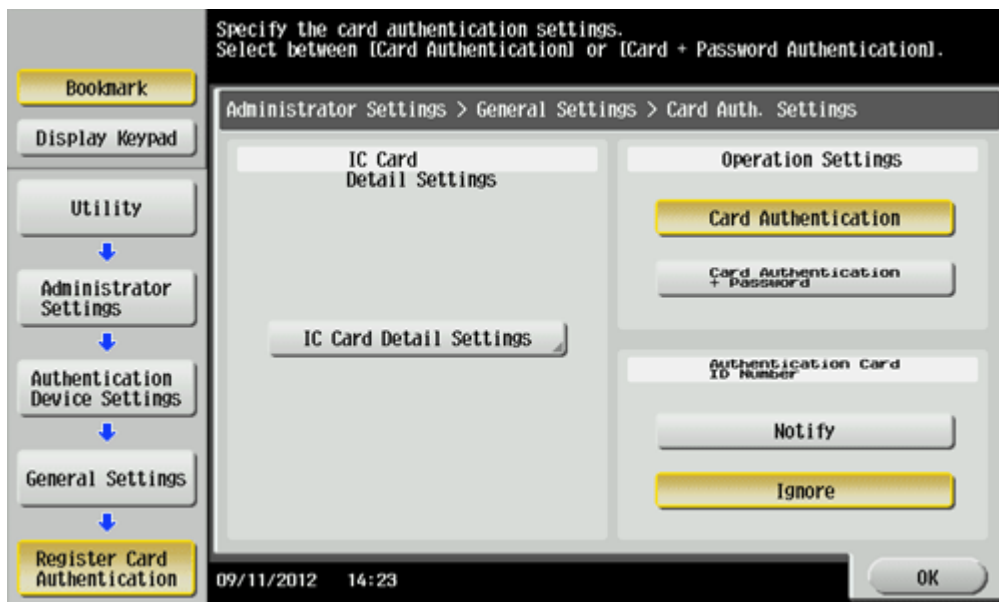 Specify the card authentication settings.
Select between [Card Authentication] or [Card + Password Authentication].
Bookmark
Display Keypad
Utility
Administrator
Settings
Authentication
Device Settings
General Settings
Register Card
Authentication
Administrator Settings > General Settings > Card Auth. Settings
IC Card
Detail Settings
IC Card Detail Settings
Operation Settings
Card Authentication
Card Authentication
+ Password
Authentication Card
ID Number
Notify
Ignore
09/11/2012 14:23
OK